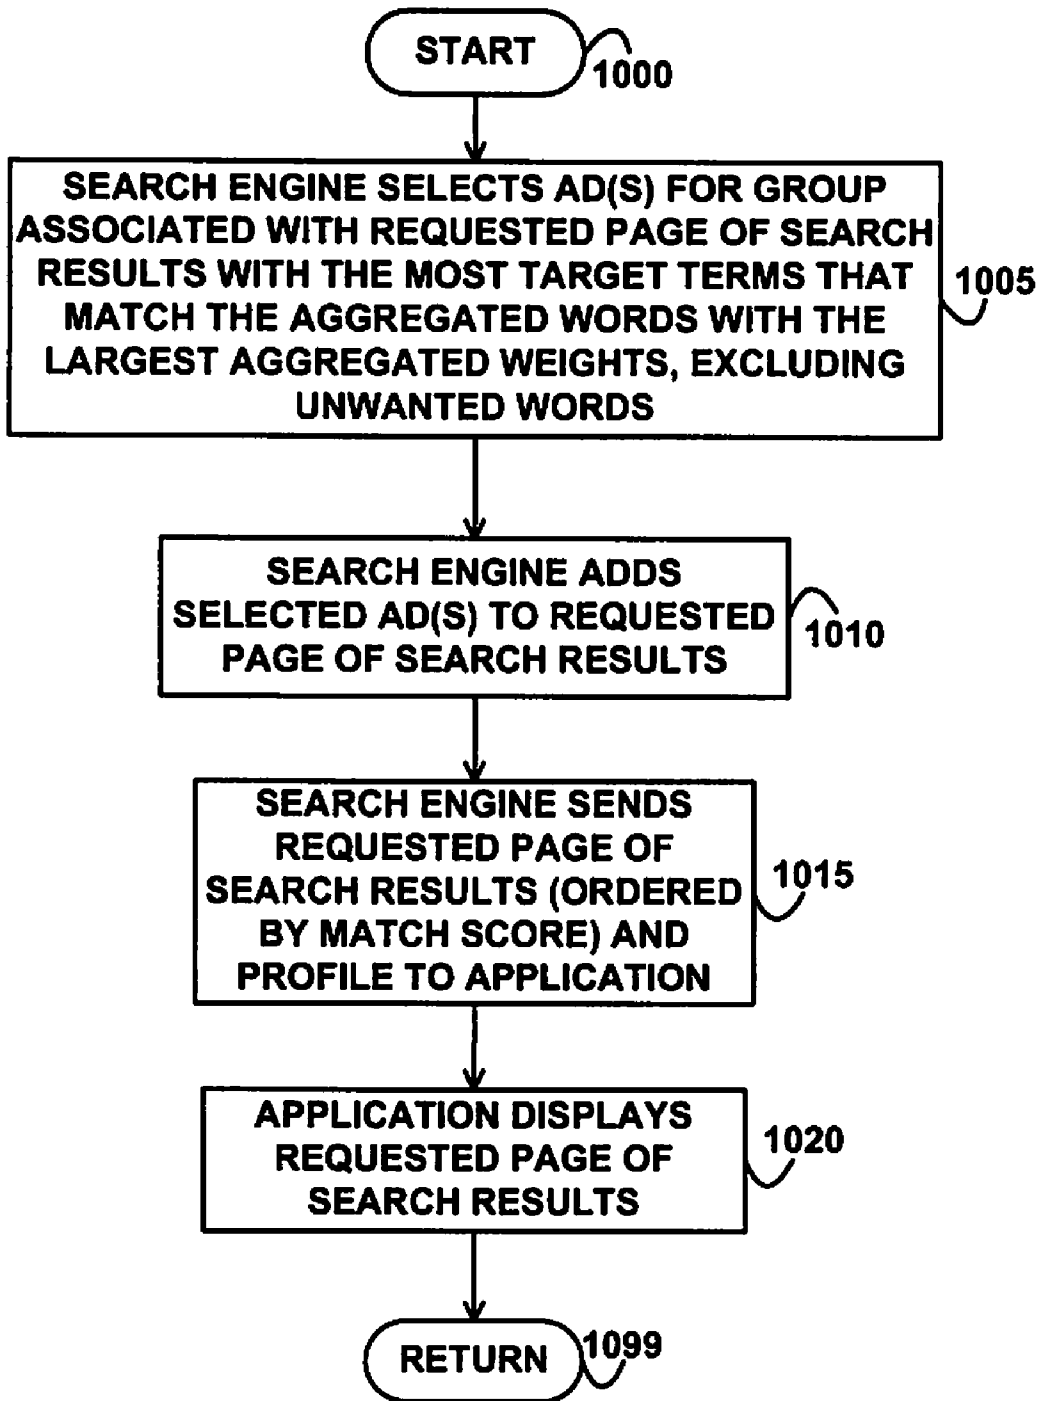 START
1000
SEARCH ENGINE SELECTS AD(S) FOR GROUP
ASSOCIATED WITH REQUESTED PAGE OF SEARCH
RESULTS WITH THE MOST TARGET TERMS THAT
MATCH THE AGGREGATED WORDS WITH THE
LARGEST AGGREGATED WEIGHTS, EXCLUDING
UNWANTED WORDS
1005
SEARCH ENGINE ADDS
SELECTED AD(S) TO REQUESTED
PAGE OF SEARCH RESULTS
1010
SEARCH ENGINE SENDS
REQUESTED PAGE OF
SEARCH RESULTS (ORDERED
BY MATCH SCORE) AND
PROFILE TO APPLICATION
1015
APPLICATION DISPLAYS
REQUESTED PAGE OF
SEARCH RESULTS
1020
RETURN
1099